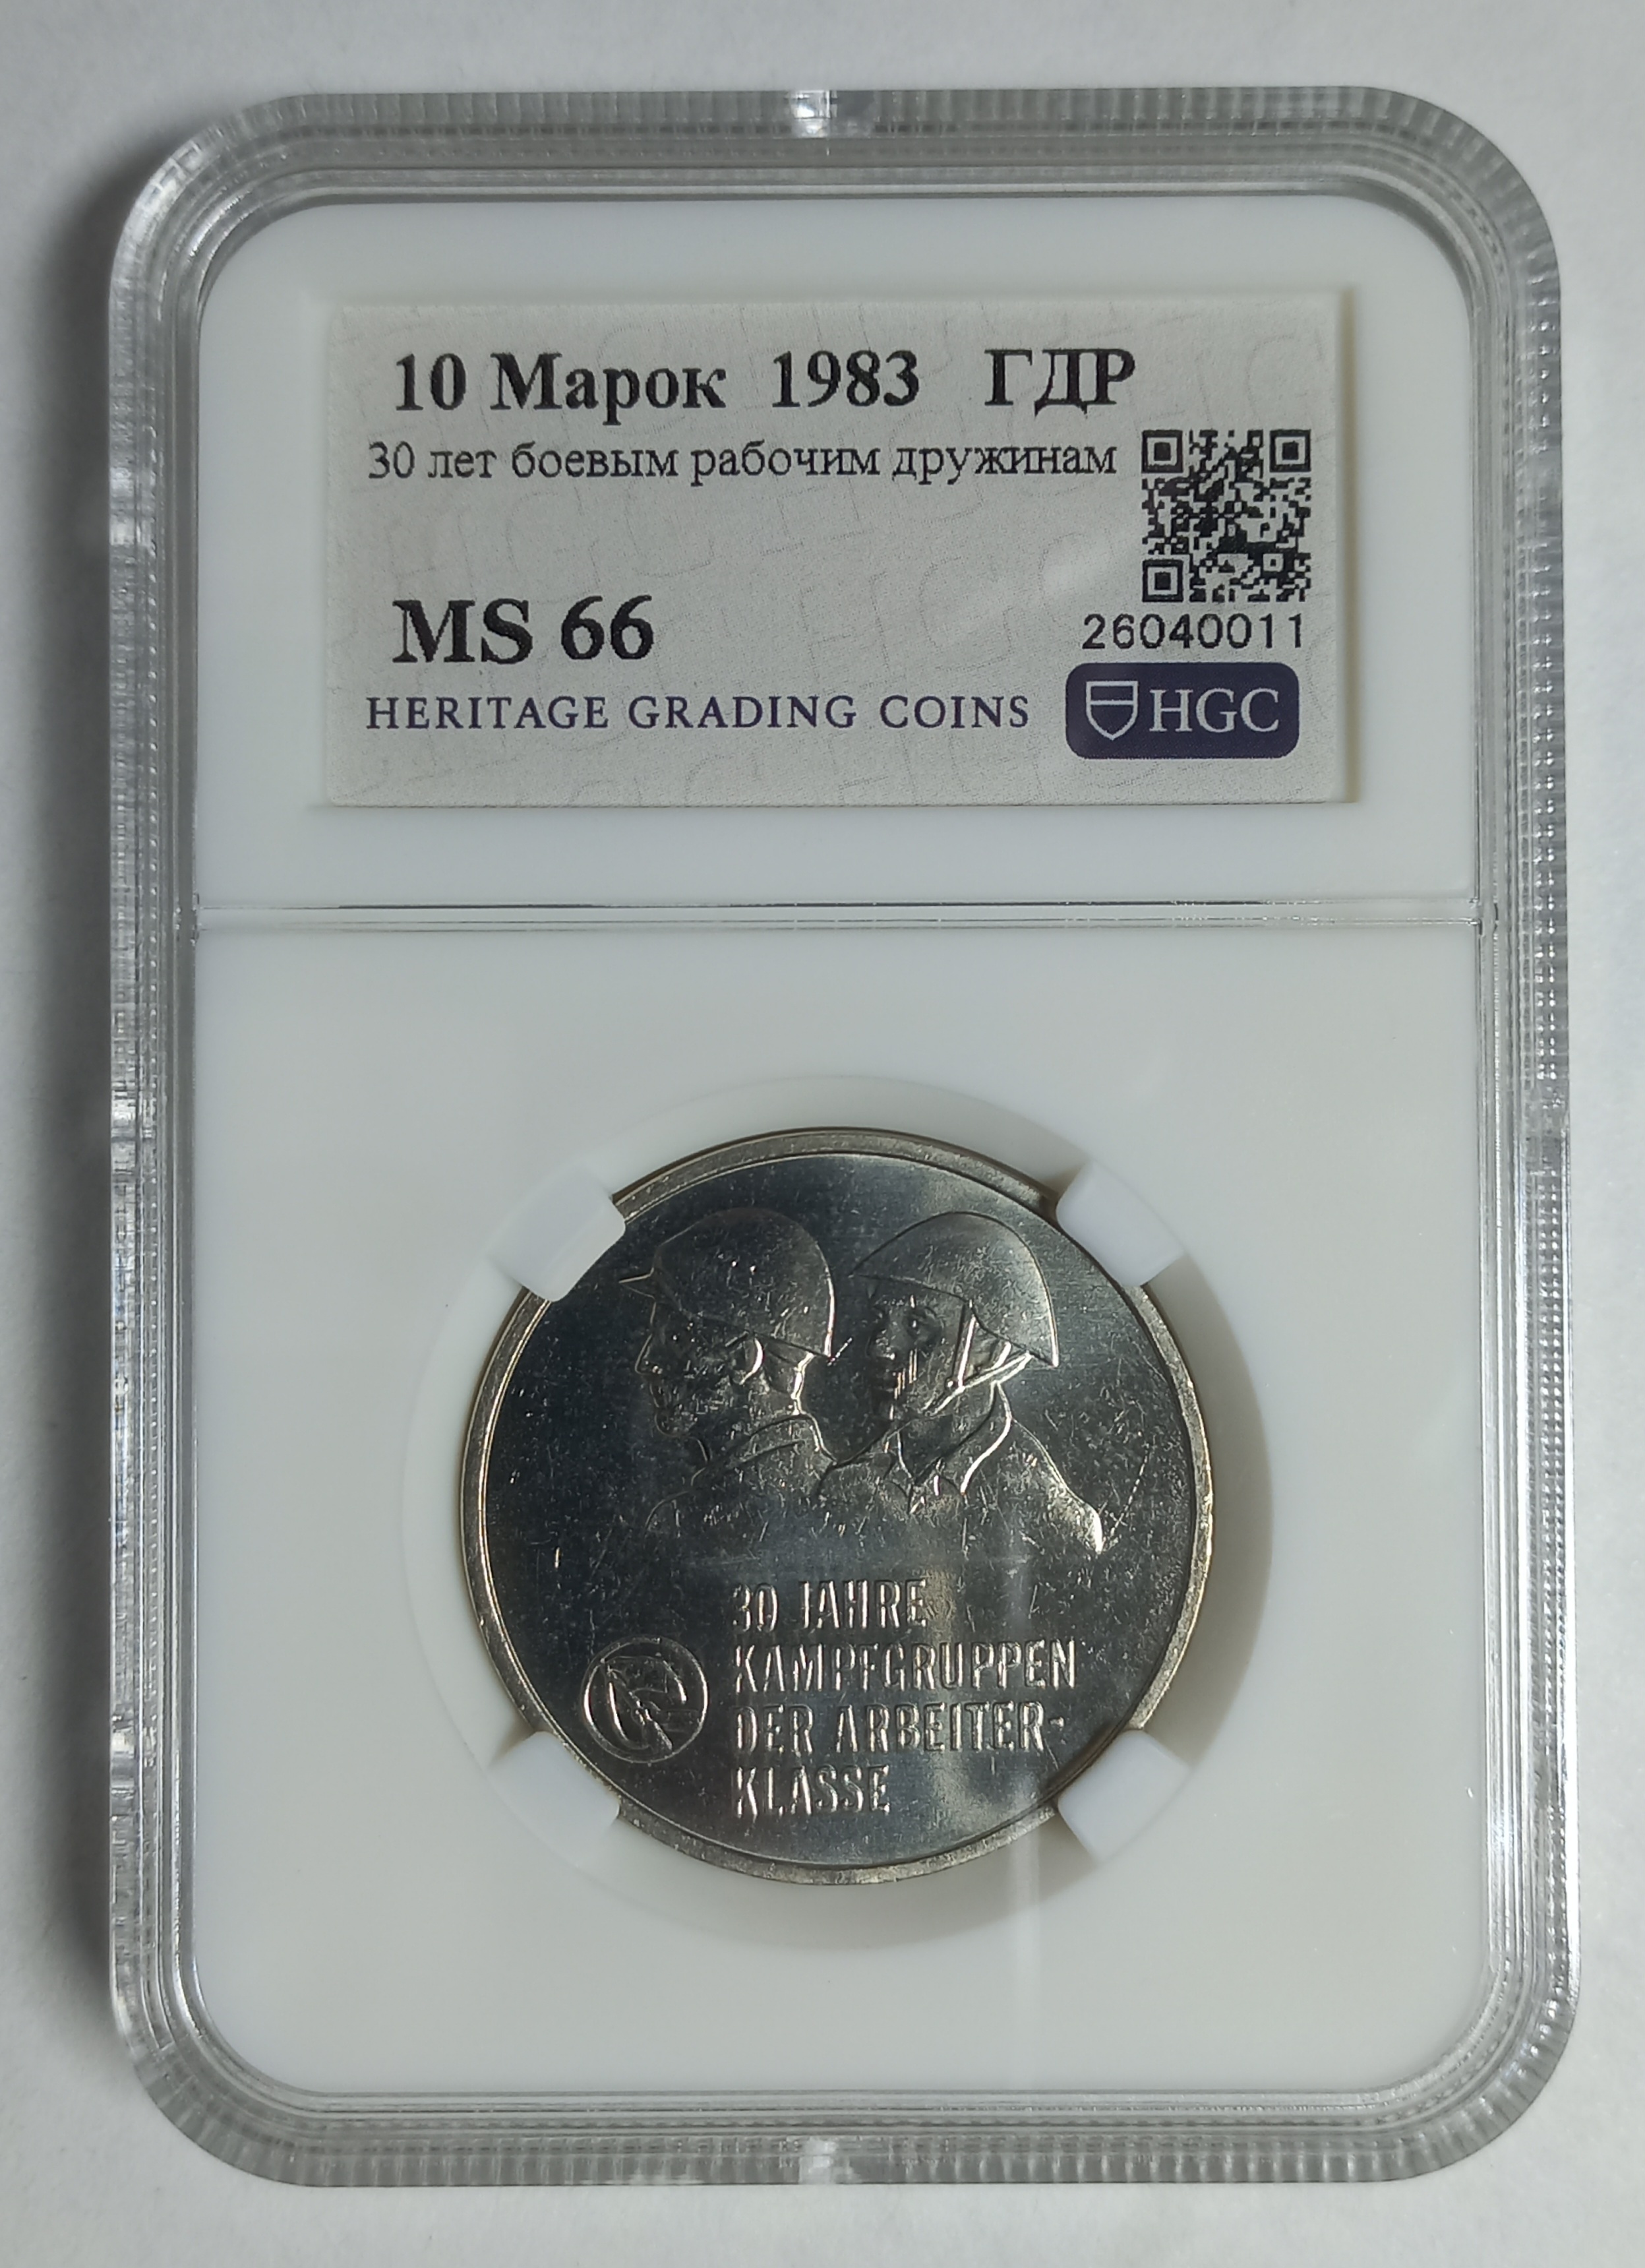 10 Марок 1983 ГДР
30 лет боевым рабочим дружинам
MS 66
26040011
HERITAGE GRADING COINS
HGC
30 JAHRE
KAMPFGRUPPEN
DER ARBEITER-
KLASSE